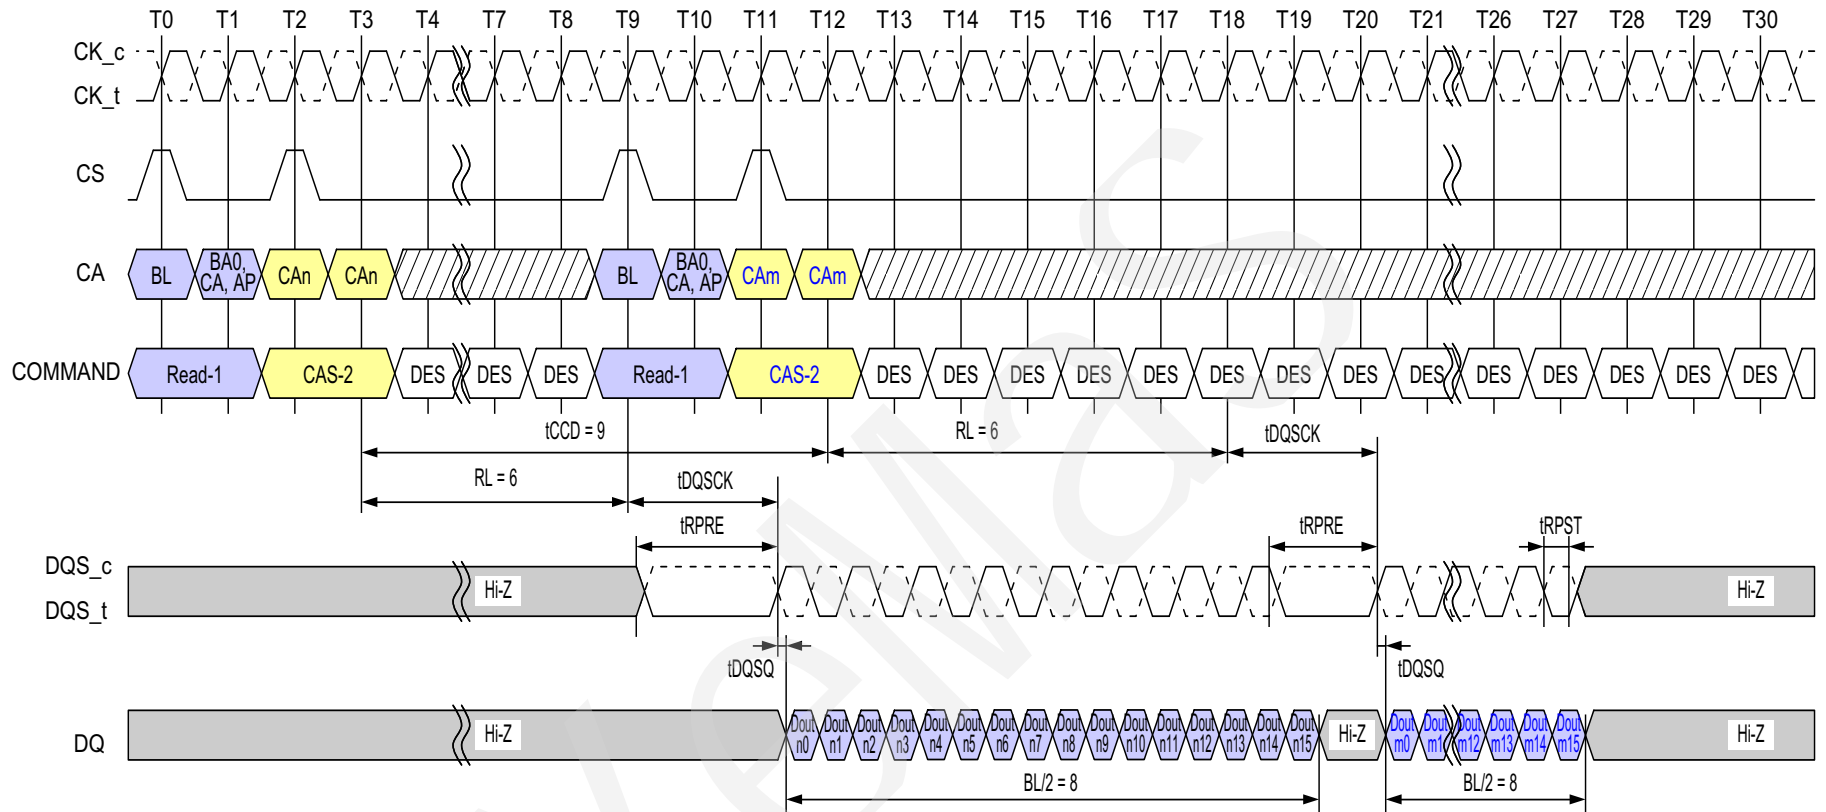 T0 T1 T2 T3 T4 T7 T8 T9 T10 T11 T12 T13 T14 T15 T16 T17 T18 T19 T20 T21 T26 T27 T28 T29 T30
CK_c
CK_t
CS
CA BL BA0, CA, AP CAn CAn BL BA0, CA, AP CAm CAm
COMMAND Read-1 CAS-2 DES DES DES Read-1 CAS-2 DES DES DES DES DES DES DES DES DES DES DES DES DES DES
tCCD = 9 RL = 6 tDQSCK
RL = 6 tDQSCK
tRPRE tRPRE tRPST
DQS_c
Hi-Z Hi-Z
DQS_t
tDQSQ tDQSQ
DQ Hi-Z Dout n0 Dout n1 Dout n2 Dout n3 Dout n4 Dout n5 Dout n6 Dout n7 Dout n8 Dout n9 Dout n10 Dout n11 Dout n12 Dout n13 Dout n14 Dout n15 Hi-Z Dout m0 Dout m1 Dout m12 Dout m13 Dout m14 Dout m15 Hi-Z
BL/2 = 8 BL/2 = 8